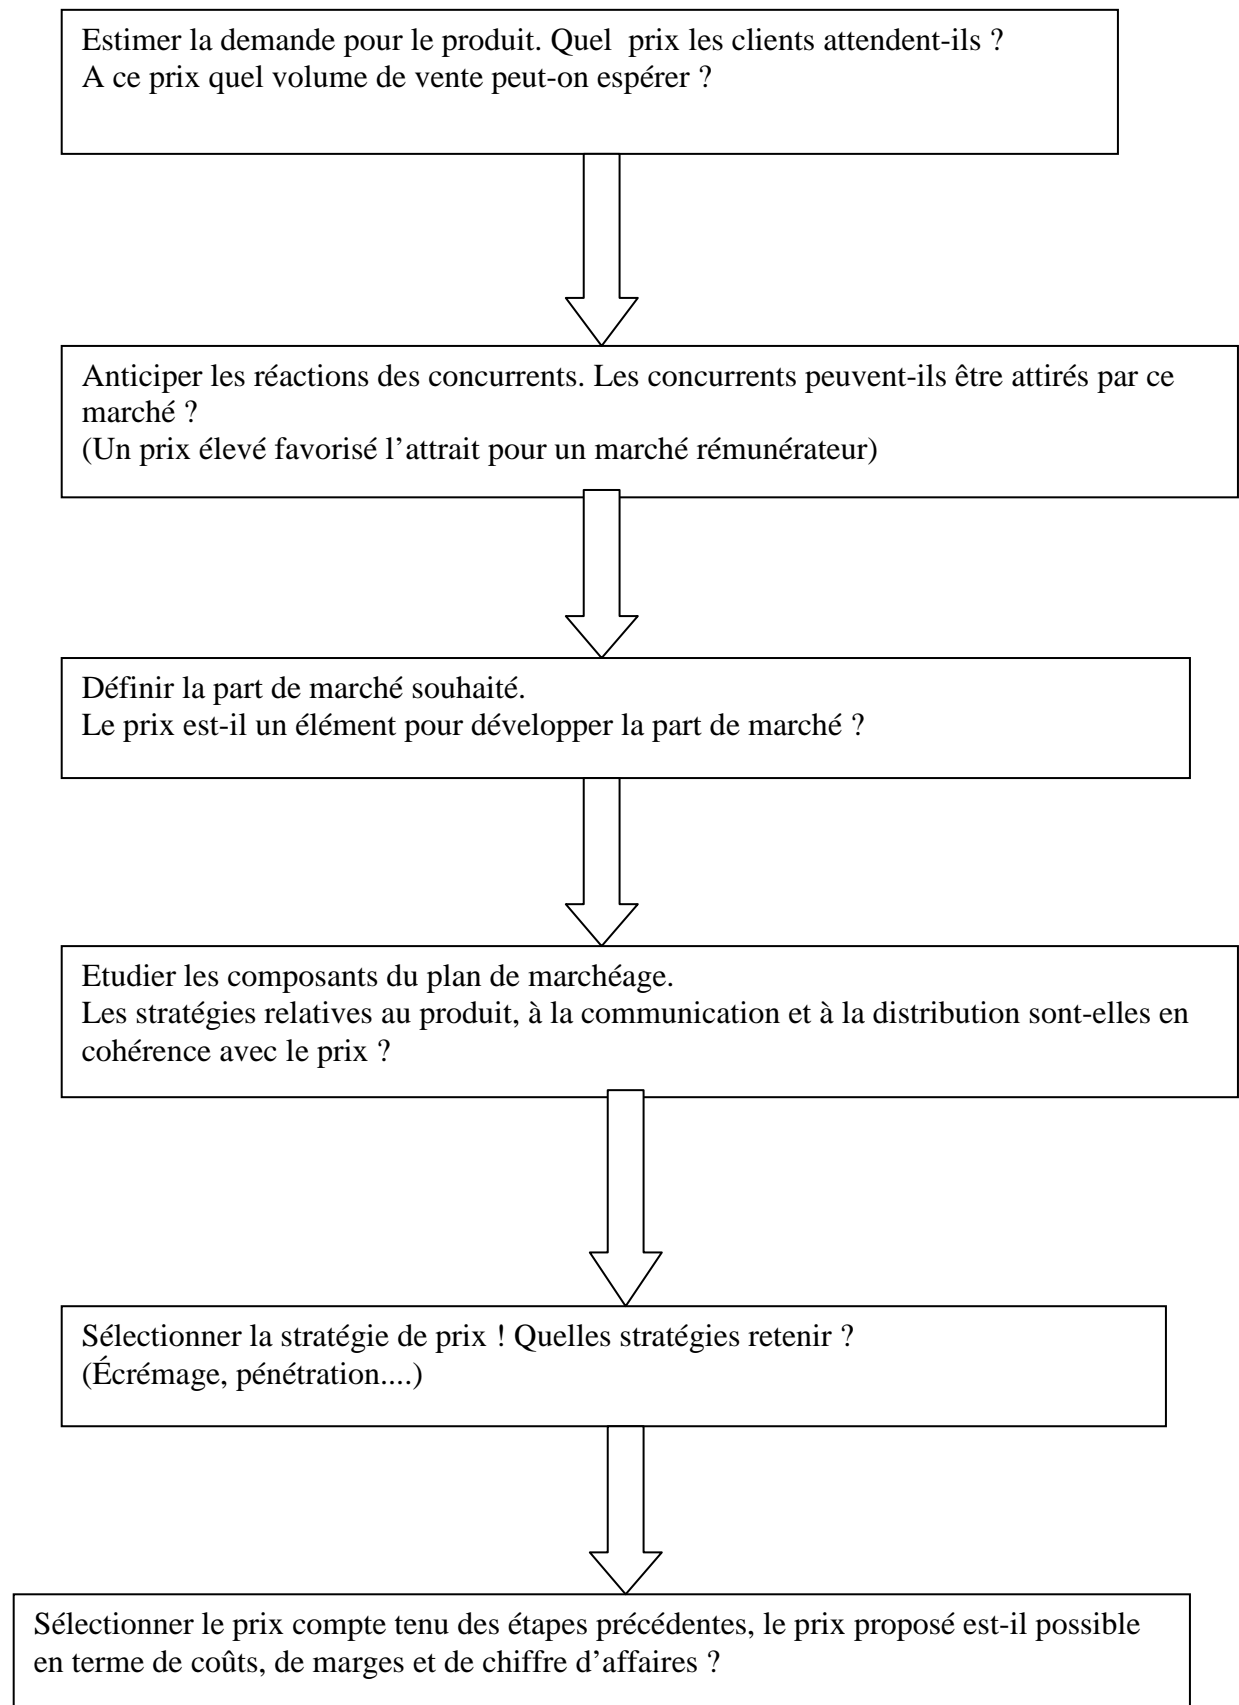 Estimer la demande pour le produit. Quel  prix les clients attendent-ils ?
A ce prix quel volume de vente peut-on espérer ?
Anticiper les réactions des concurrents. Les concurrents peuvent-ils être attirés par ce
marché ?
(Un prix élevé favorisé l’attrait pour un marché rémunérateur)
Définir la part de marché souhaité.
Le prix est-il un élément pour développer la part de marché ?
Etudier les composants du plan de marchéage.
Les stratégies relatives au produit, à la communication et à la distribution sont-elles en
cohérence avec le prix ?
Sélectionner la stratégie de prix ! Quelles stratégies retenir ?
(Écrémage, pénétration....)
Sélectionner le prix compte tenu des étapes précédentes, le prix proposé est-il possible
en terme de coûts, de marges et de chiffre d’affaires ?